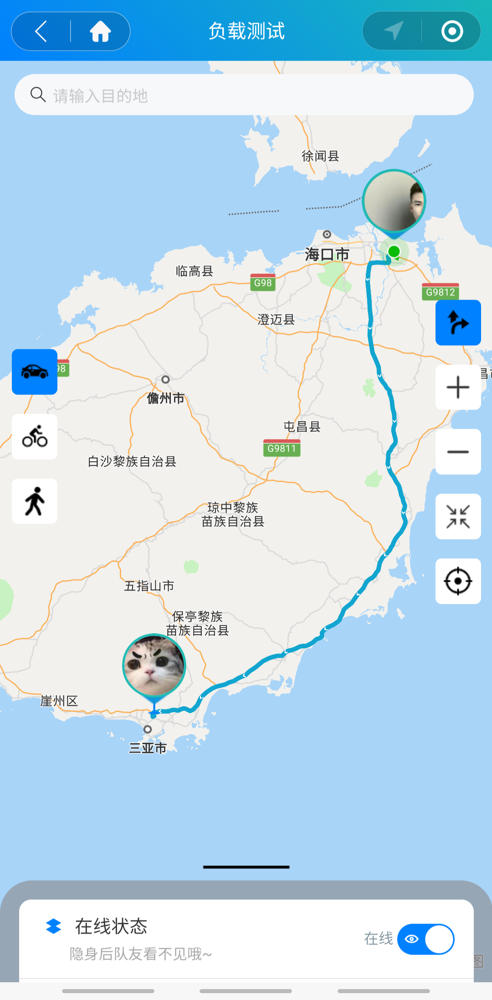 负载测试
请输入目的地
徐闻县
海口市
临高县
G98
G9812
澄迈县
98
儋州市
屯昌县
G9811
白沙黎族自治县
琼中黎族
苗族自治县
五指山市
保亭黎族
苗族自治县
崖州区
三亚市
在线状态
在线
隐身后队友看不见哦~
图